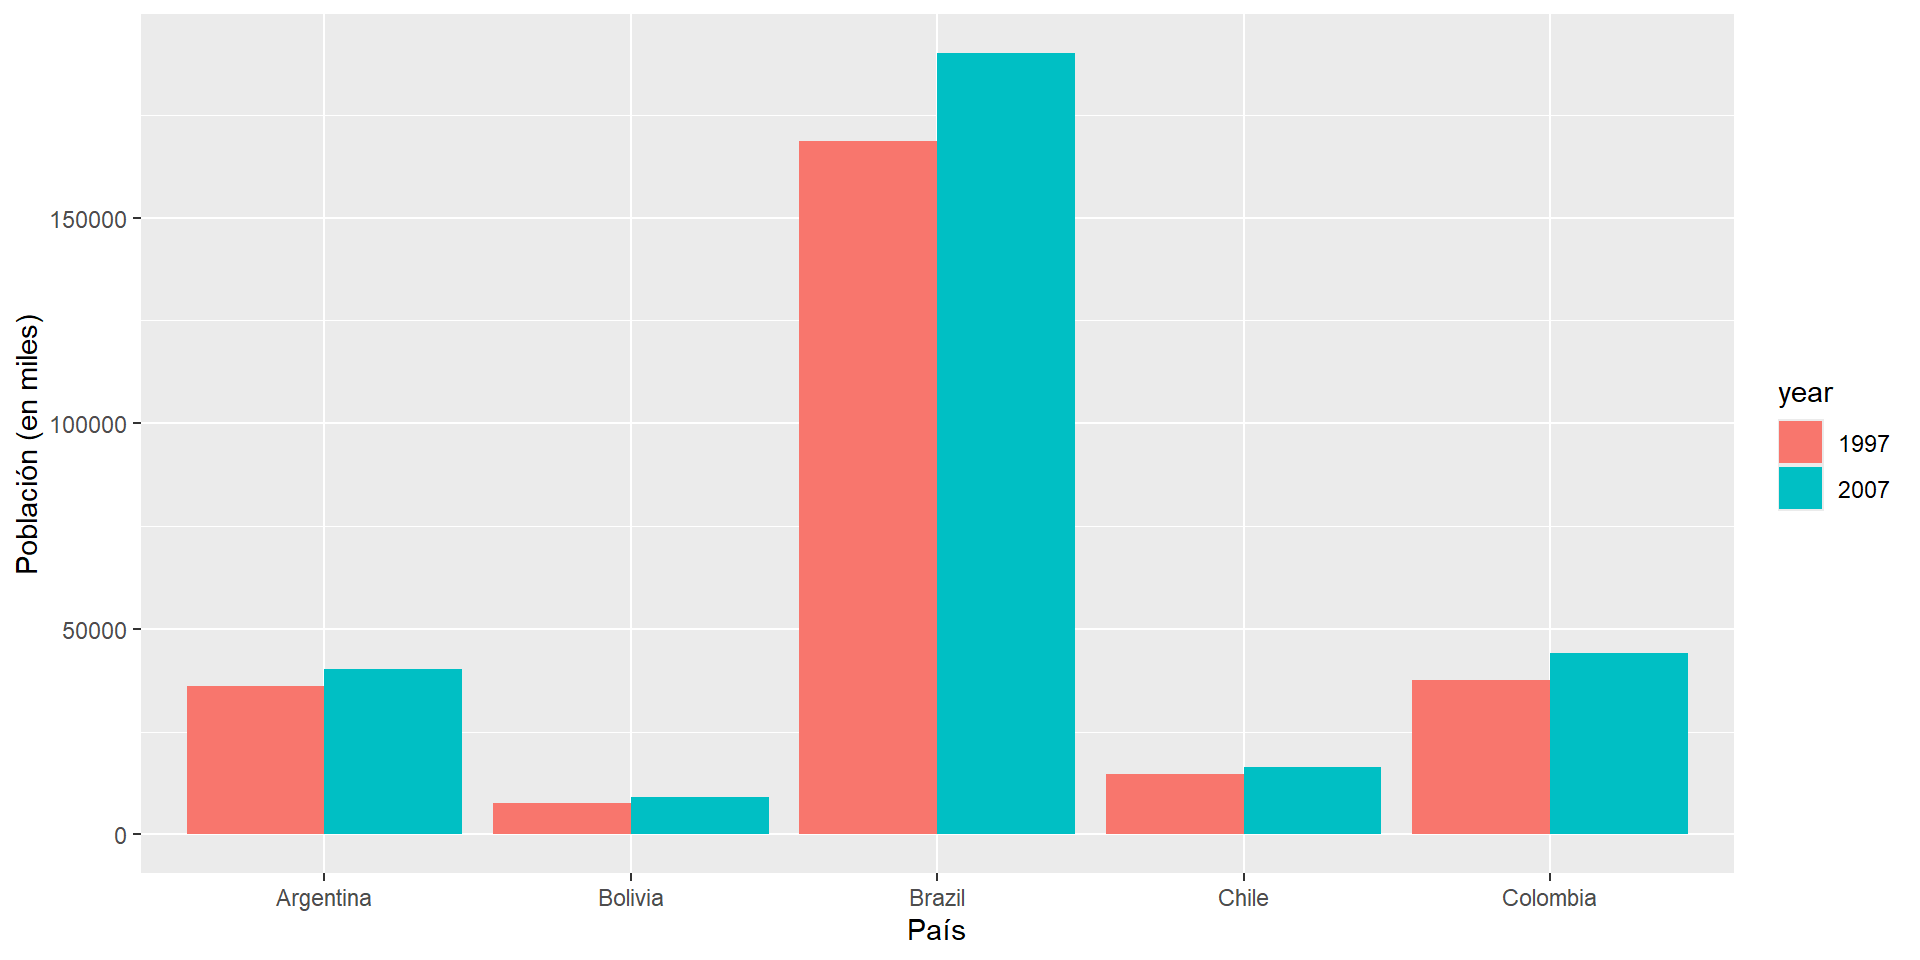 Población (en miles)
150000
100000
50000
0
Argentina
Bolivia
Brazil
Chile
Colombia
País
year
1997
2007